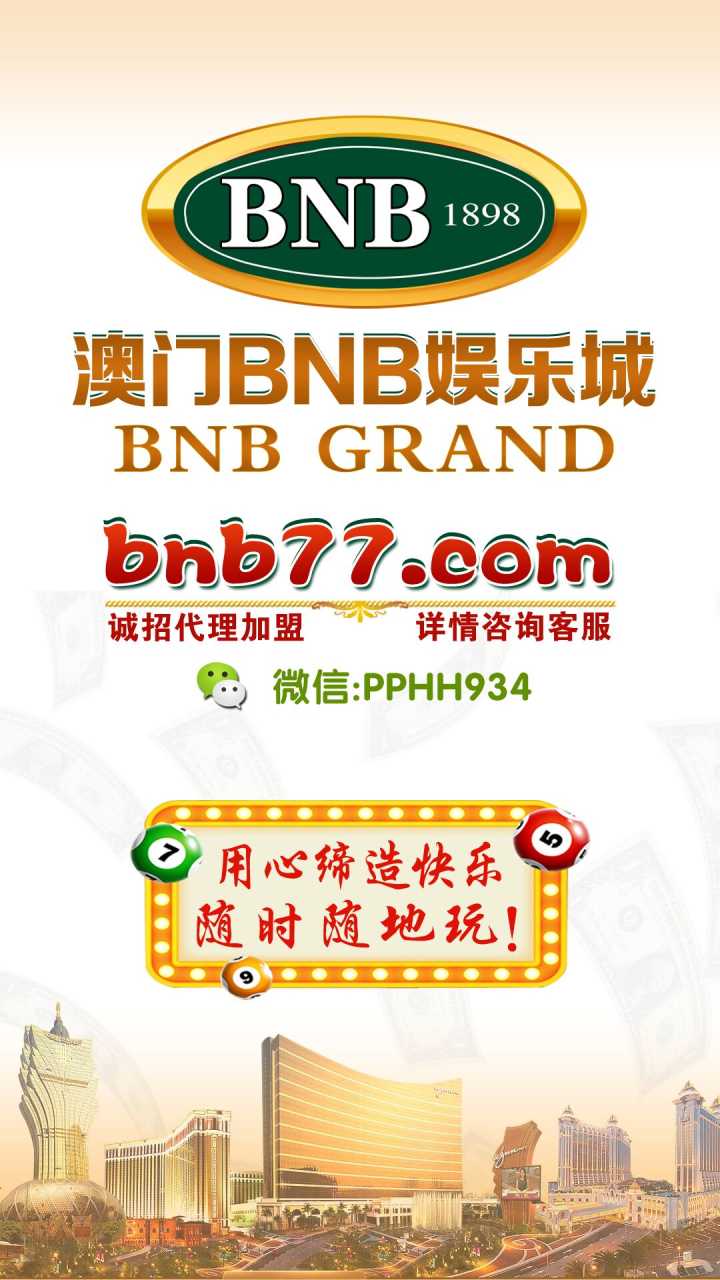 BNB 1898
澳门BNB娱乐城
BNB GRAND
bnb77.com
诚招代理加盟 详情咨询客服
微信:PPHH934
7
5
用心缔造快乐
随时随地玩!
9
wynn